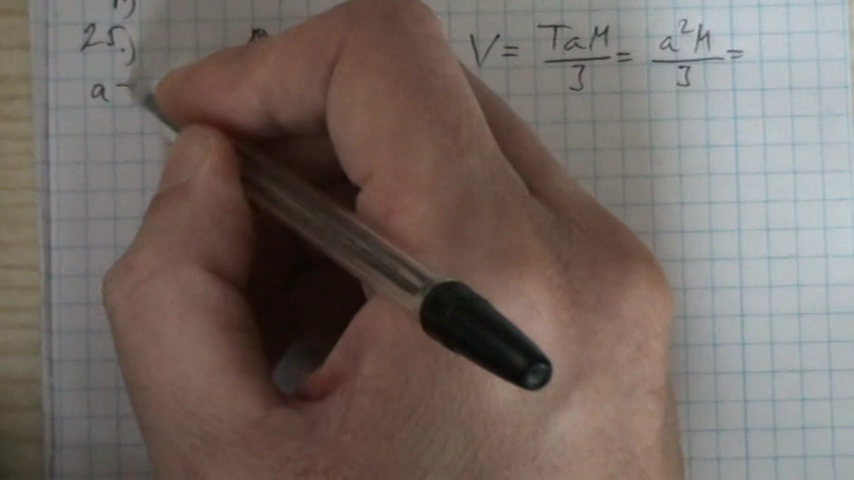 25.) V = TaM/3 = a²M/3 =
a